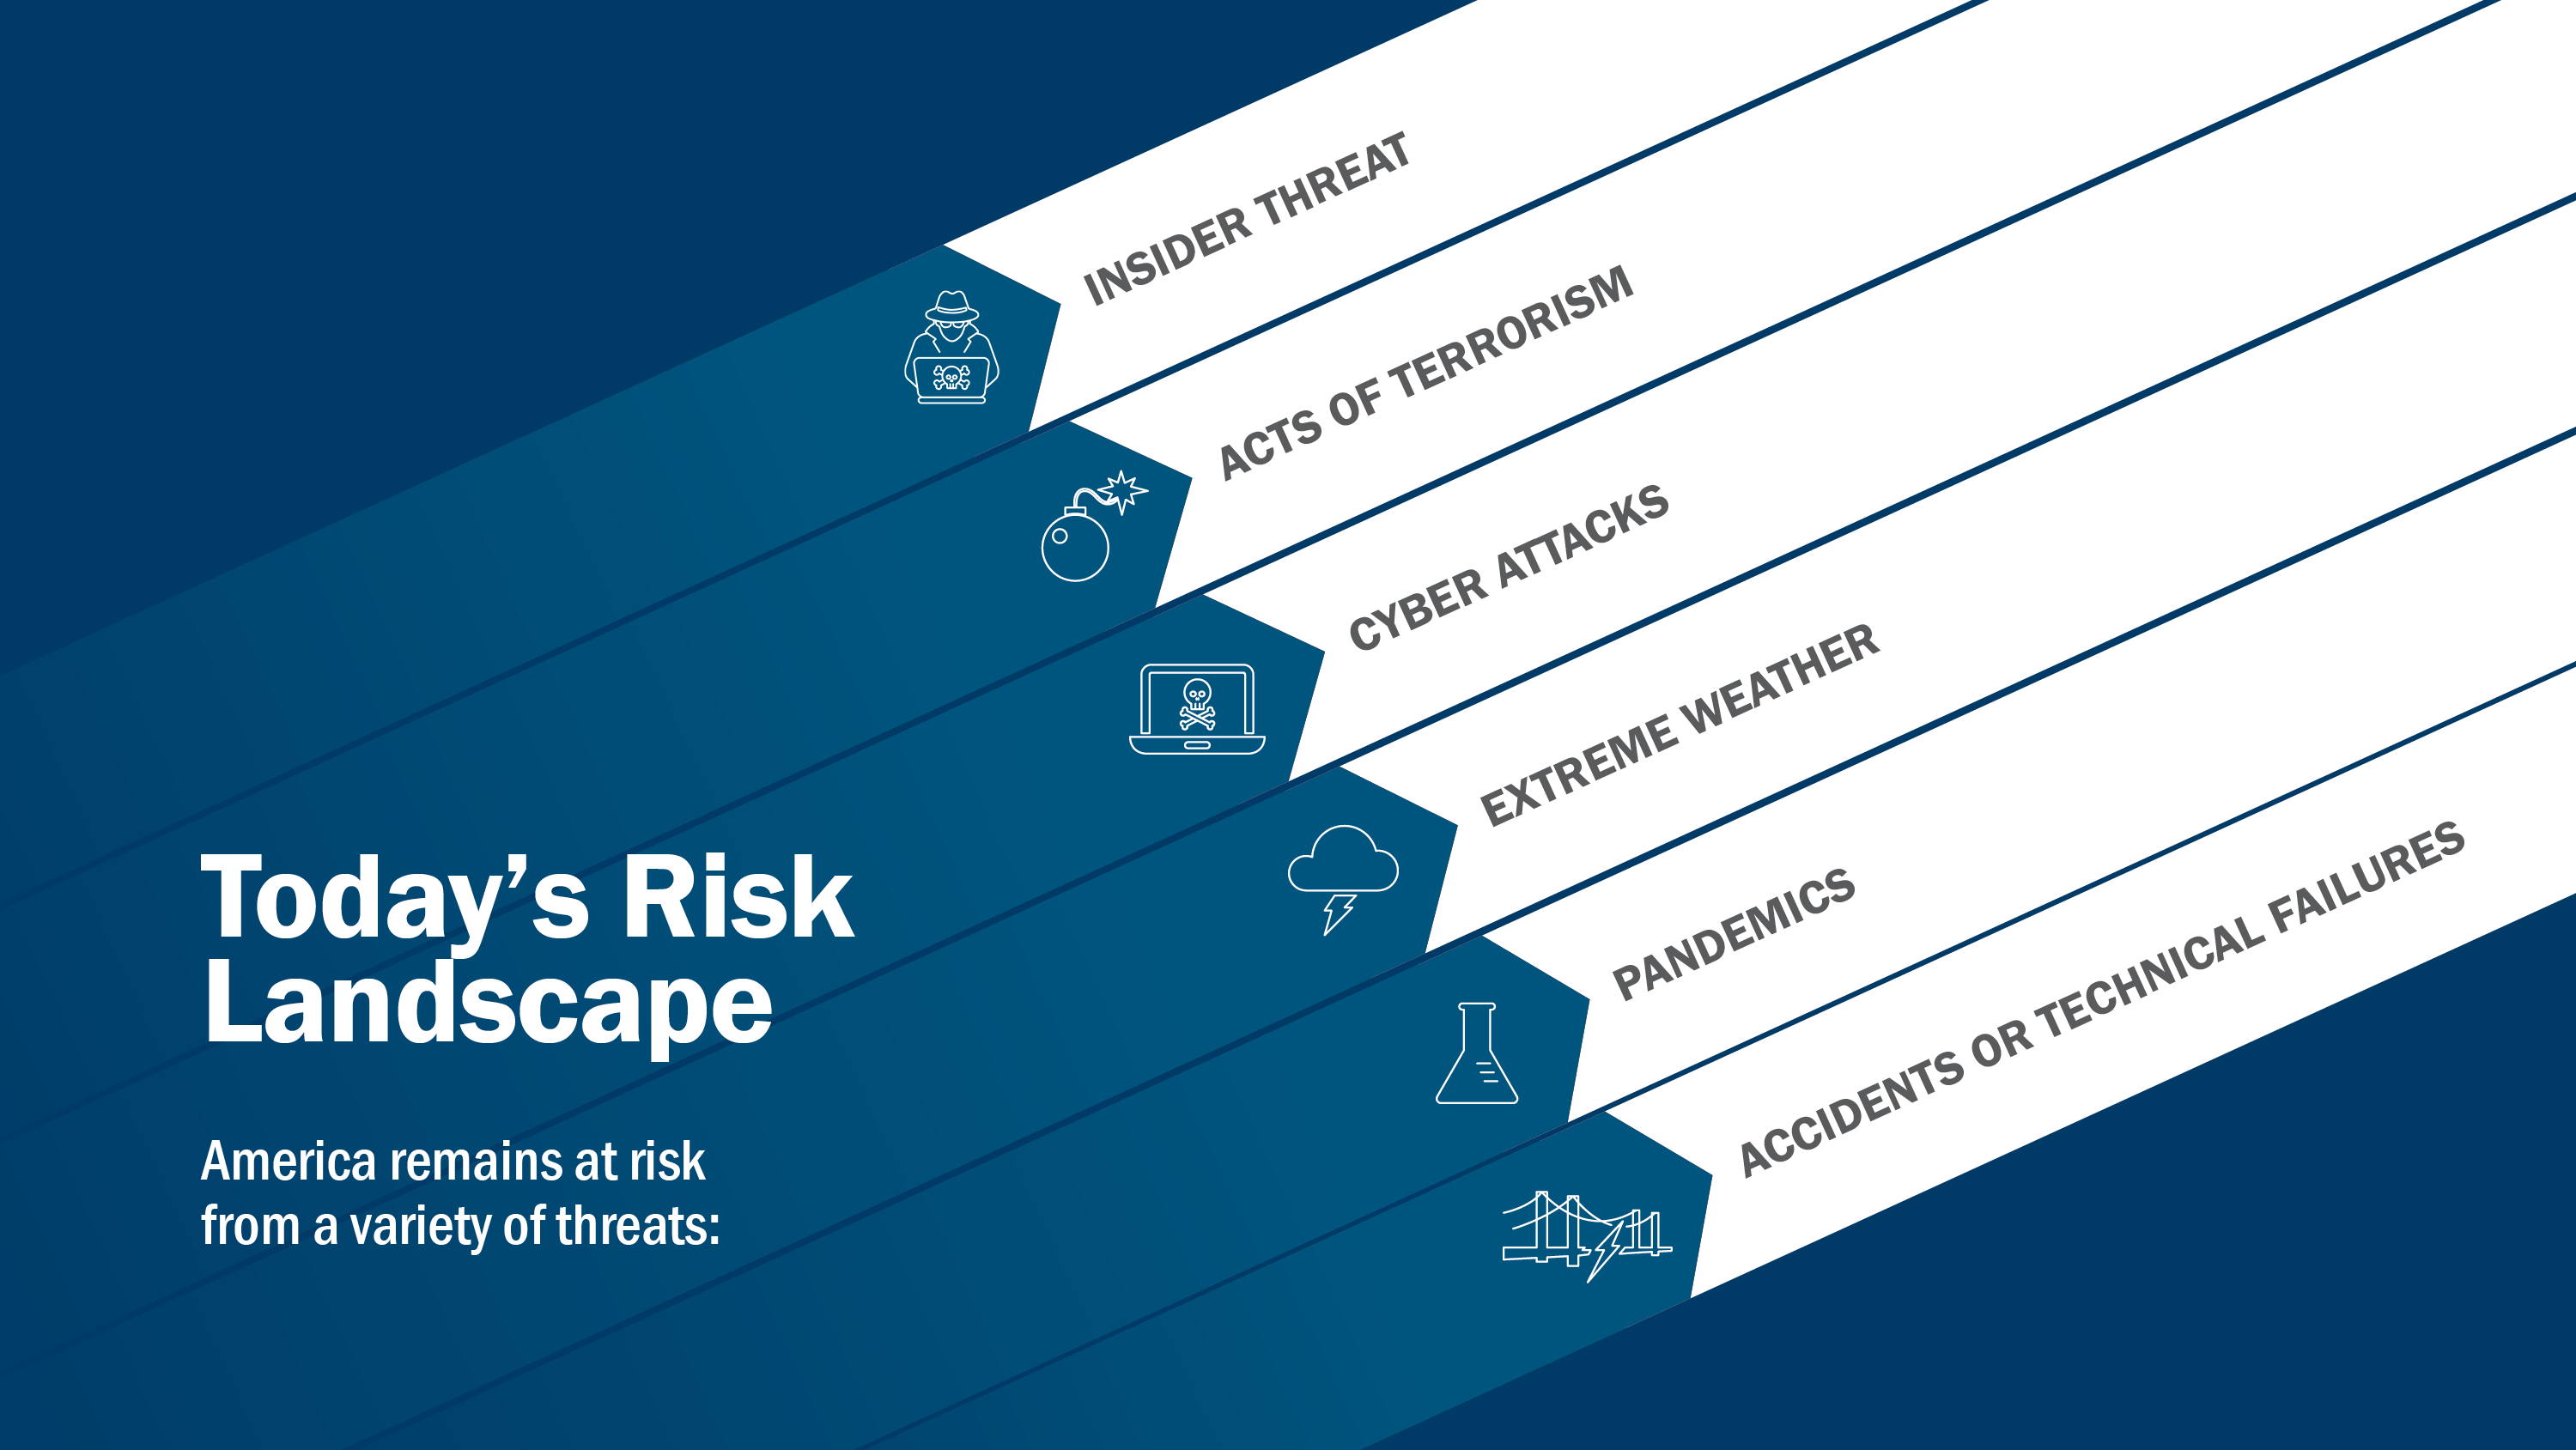 Today’s Risk
Landscape
America remains at risk
from a variety of threats:
INSIDER THREAT
ACTS OF TERRORISM
CYBER ATTACKS
EXTREME WEATHER
PANDEMICS
ACCIDENTS OR TECHNICAL FAILURES